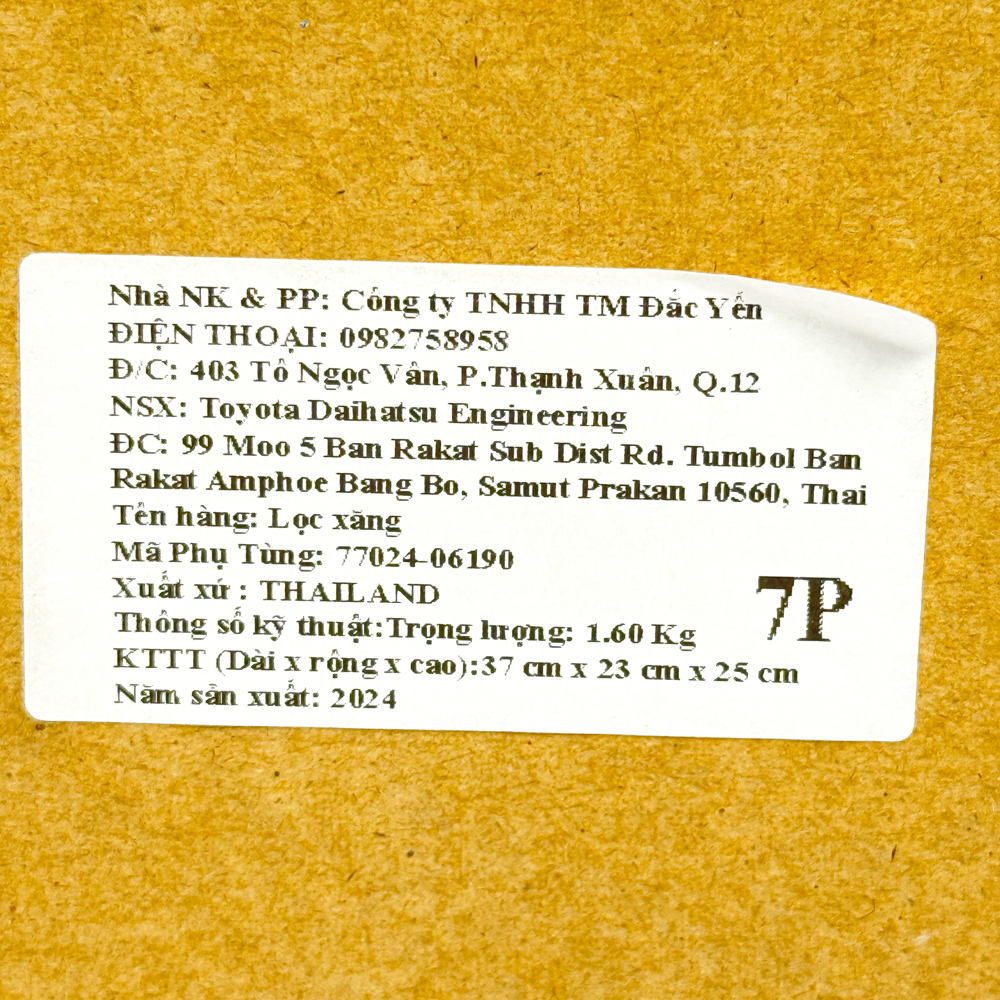 Nhà NK & PP: Công ty TNHH TM Đắc Yến
ĐIỆN THOẠI: 0982758958
Đ/C: 403 Tô Ngọc Vân, P.Thạnh Xuân, Q.12
NSX: Toyota Daihatsu Engineering
ĐC: 99 Moo 5 Ban Rakat Sub Dist Rd. Tumbol Ban
Rakat Amphoe Bang Bo, Samut Prakan 10560, Thai
Tên hàng: Lọc xăng
Mã Phụ Tùng: 77024-06190
Xuất xứ : THAILAND
7P
Thông số kỹ thuật:Trọng lượng: 1.60 Kg
KTTT (Dài x rộng x cao):37 cm x 23 cm x 25 cm
Năm sản xuất: 2024